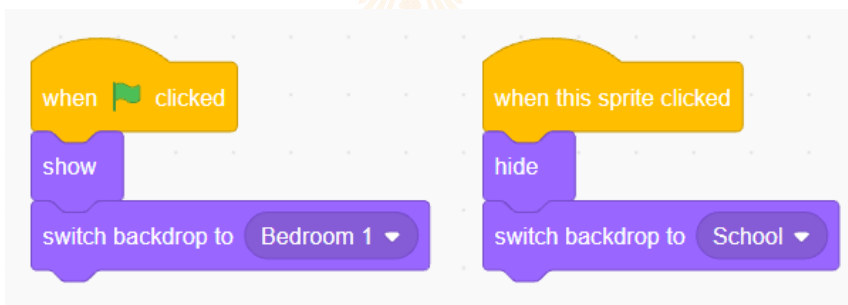 when clicked
show
switch backdrop to Bedroom 1
when this sprite clicked
hide
switch backdrop to School